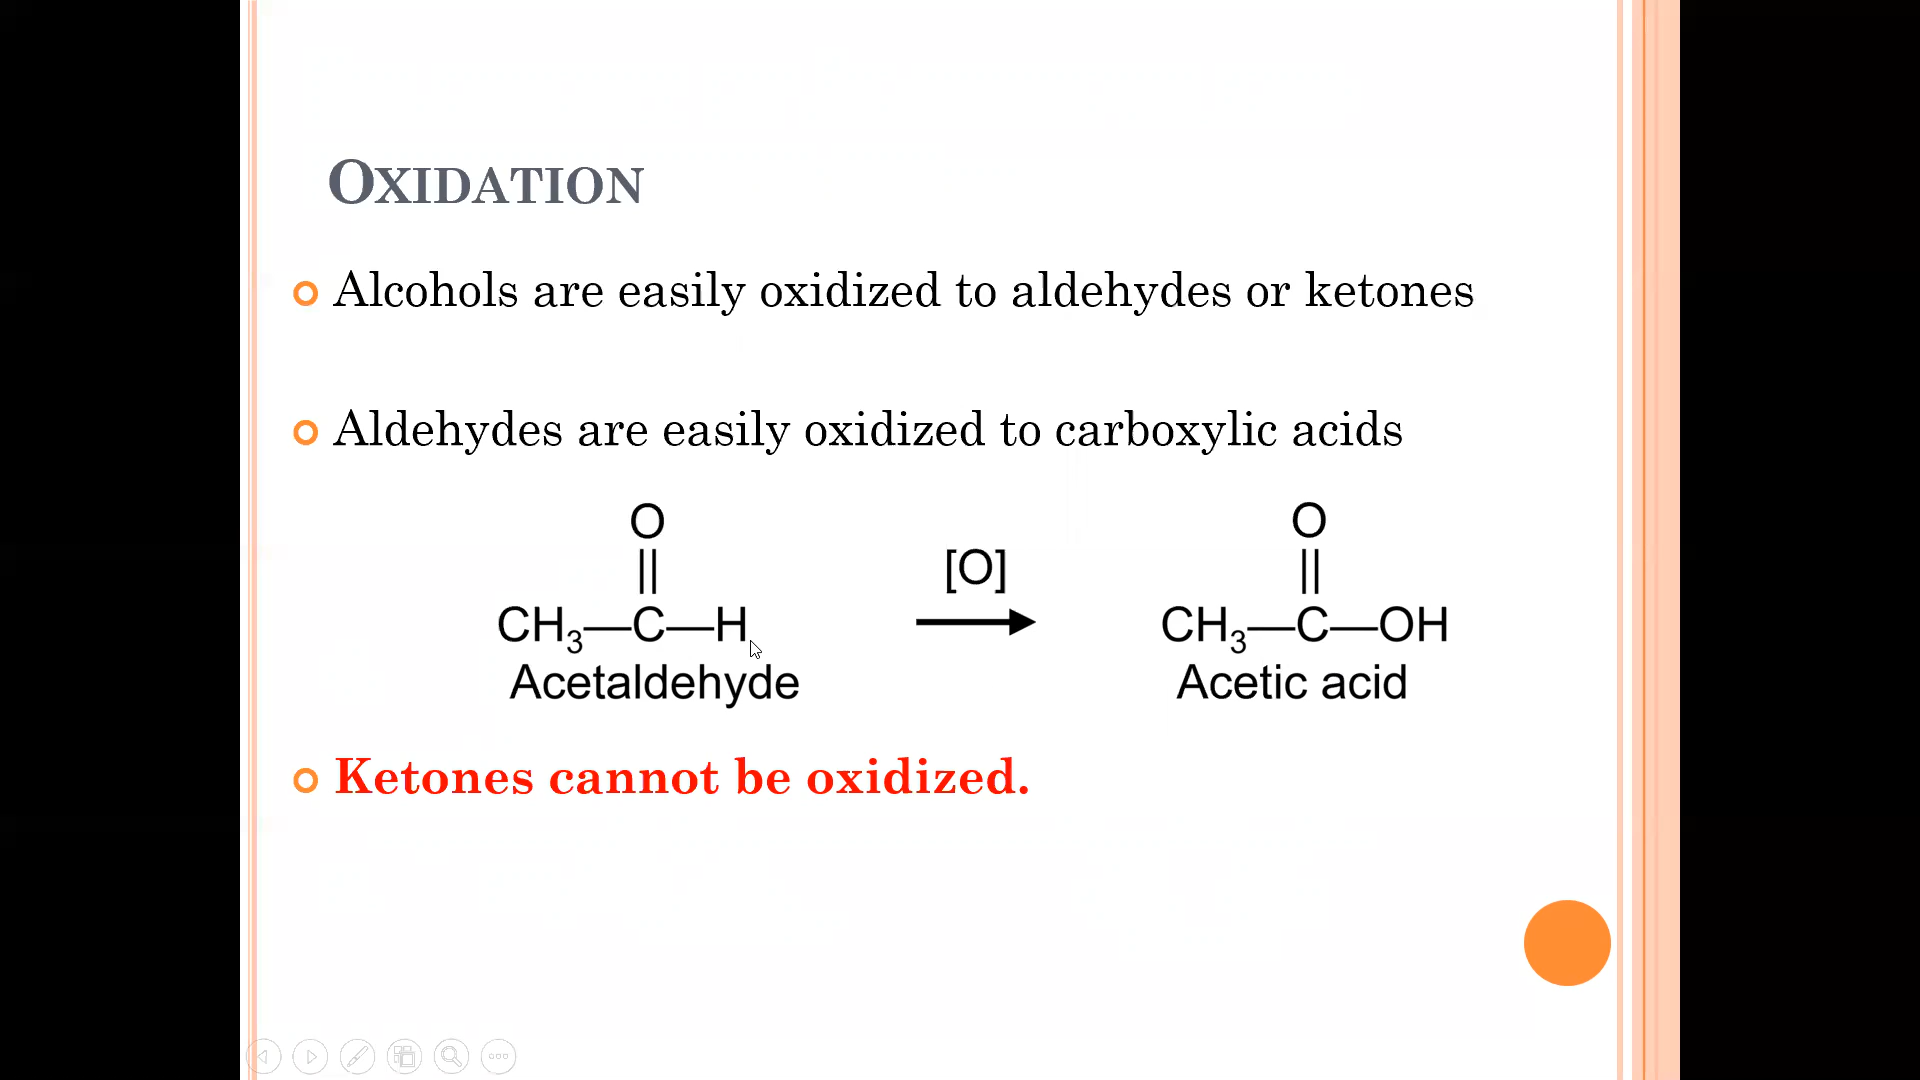 OXIDATION
Alcohols are easily oxidized to aldehydes or ketones
Aldehydes are easily oxidized to carboxylic acids
O O
|| [O] ||
CH₃—C—H CH₃—C—OH
Acetaldehyde Acetic acid
Ketones cannot be oxidized.